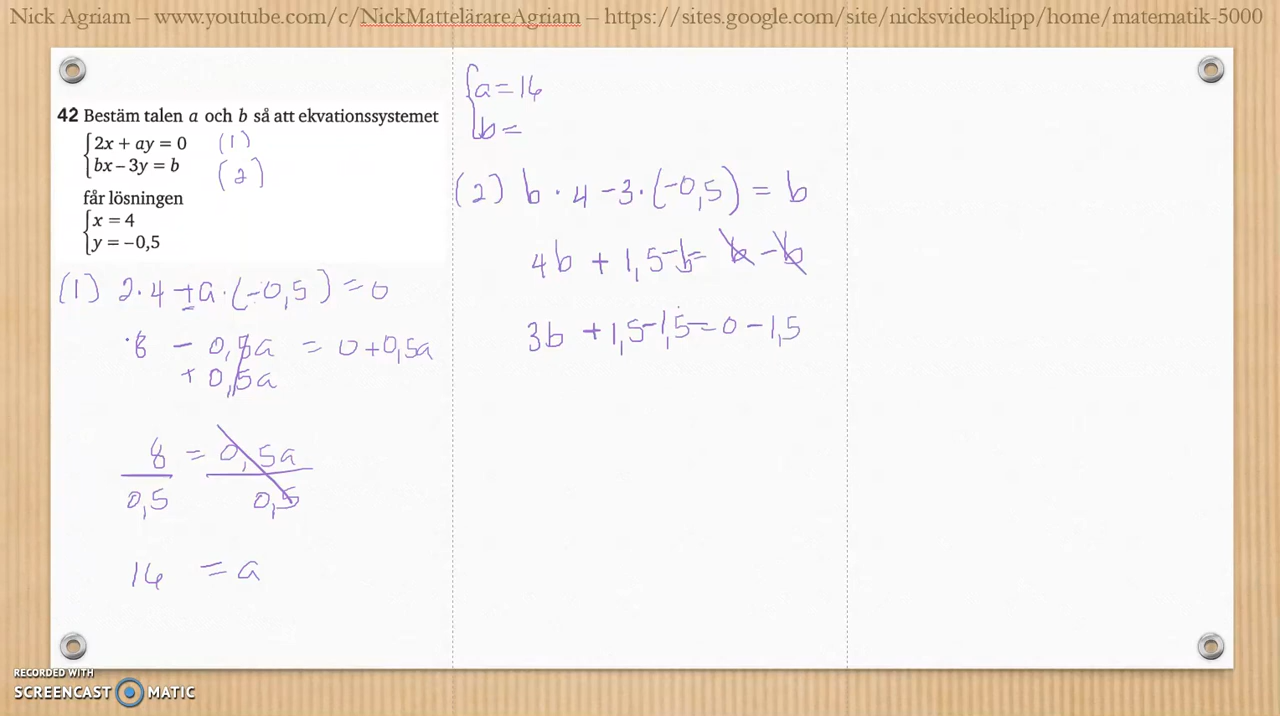 Nick Agriam – www.youtube.com/c/NickMattelärareAgriam – https://sites.google.com/site/nicksvideoklipp/home/matematik-5000
42 Bestäm talen a och b så att ekvationssystemet
2x + ay = 0 (1)
bx – 3y = b (2)
får lösningen
x = 4
y = –0,5
(1) 2·4 + a·(-0,5) = 0
8 - 0,5a = 0 + 0,5a
+ 0,5a
8 = 0,5a
0,5 0,5
16 = a
a = 16
b =
(2) b·4 - 3·(-0,5) = b
4b + 1,5 - b = b - b
3b + 1,5 - 1,5 = 0 - 1,5
RECORDED WITH
SCREENCAST MATIC